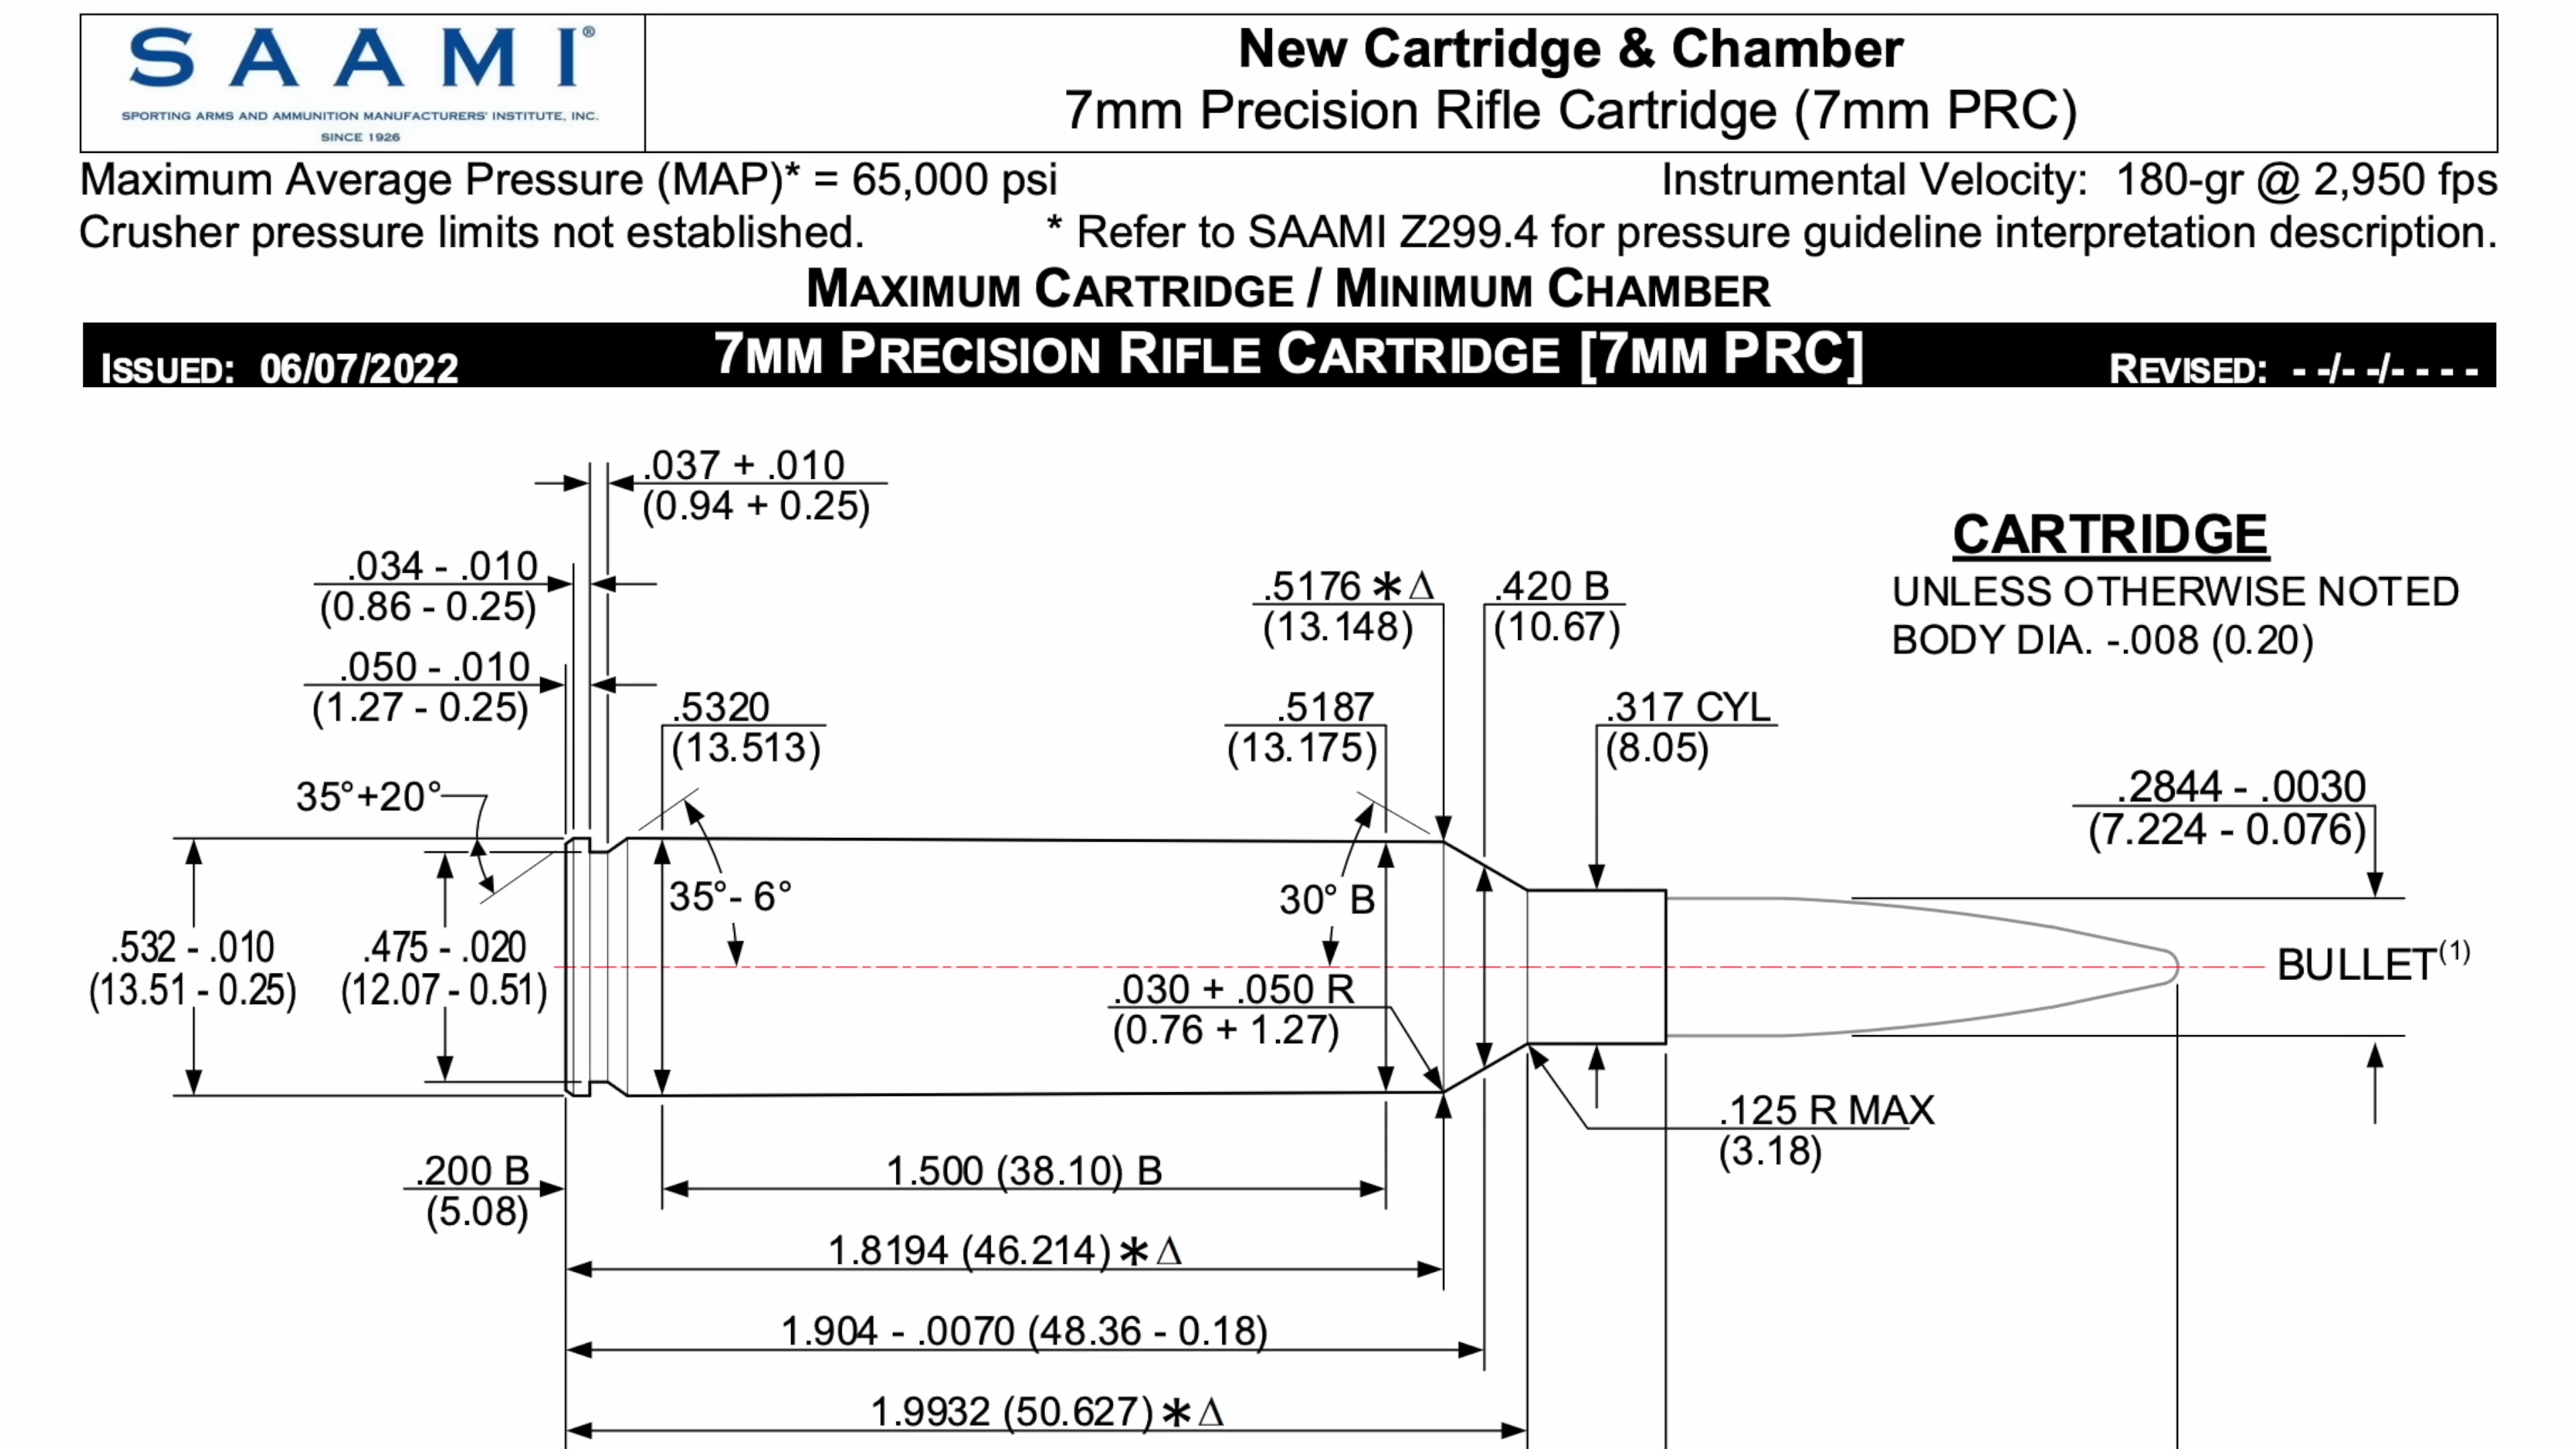 SAAMI®
SPORTING ARMS AND AMMUNITION MANUFACTURERS' INSTITUTE, INC.
SINCE 1926
New Cartridge & Chamber
7mm Precision Rifle Cartridge (7mm PRC)
Maximum Average Pressure (MAP)* = 65,000 psi
Instrumental Velocity: 180-gr @ 2,950 fps
Crusher pressure limits not established.
* Refer to SAAMI Z299.4 for pressure guideline interpretation description.
MAXIMUM CARTRIDGE / MINIMUM CHAMBER
ISSUED: 06/07/2022
7MM PRECISION RIFLE CARTRIDGE [7MM PRC]
REVISED: - -/- -/- - - -
.037 + .010
(0.94 + 0.25)
CARTRIDGE
UNLESS OTHERWISE NOTED
BODY DIA. -.008 (0.20)
.034 - .010
(0.86 - 0.25)
.5176 ∗ Δ
(13.148)
.420 B
(10.67)
.050 - .010
(1.27 - 0.25)
.5320
(13.513)
.5187
(13.175)
.317 CYL
(8.05)
.2844 - .0030
(7.224 - 0.076)
35°+20°
35°- 6°
30° B
.532 - .010
(13.51 - 0.25)
.475 - .020
(12.07 - 0.51)
BULLET(1)
.030 + .050 R
(0.76 + 1.27)
.125 R MAX
(3.18)
.200 B
(5.08)
1.500 (38.10) B
1.8194 (46.214) ∗ Δ
1.904 - .0070 (48.36 - 0.18)
1.9932 (50.627) ∗ Δ